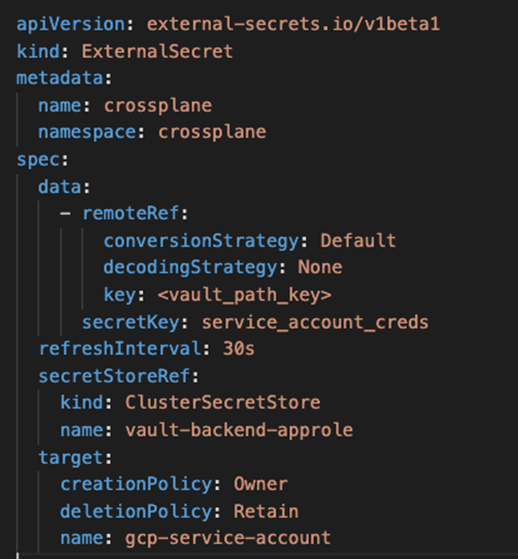 apiVersion: external-secrets.io/v1beta1
kind: ExternalSecret
metadata:
  name: crossplane
  namespace: crossplane
spec:
  data:
    - remoteRef:
        conversionStrategy: Default
        decodingStrategy: None
        key: <vault_path_key>
      secretKey: service_account_creds
  refreshInterval: 30s
  secretStoreRef:
    kind: ClusterSecretStore
    name: vault-backend-approle
  target:
    creationPolicy: Owner
    deletionPolicy: Retain
    name: gcp-service-account